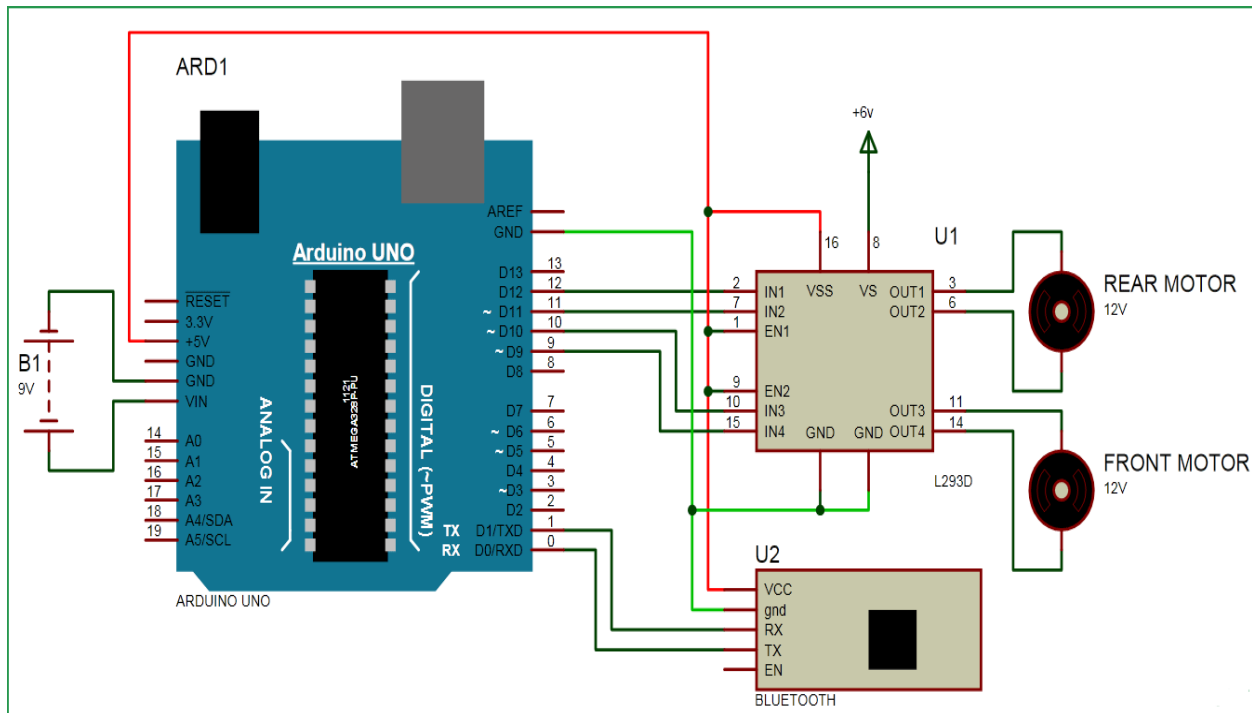 ARD1
Arduino UNO
1121
ATMEGA328P-PU
ANALOG IN
DIGITAL (~PWM)
RESET
3.3V
+5V
GND
GND
VIN
14 A0
15 A1
16 A2
17 A3
18 A4/SDA
19 A5/SCL
AREF
GND
D13 13
D12 12
~ D11 11
~ D10 10
~ D9 9
D8 8
D7 7
~ D6 6
~ D5 5
D4 4
~D3 3
D2 2
TX D1/TXD 1
RX D0/RXD 0
ARDUINO UNO
B1
9V
+6v
U1
16 8
VSS VS
2 IN1
7 IN2
1 EN1
9 EN2
10 IN3
15 IN4
OUT1 3
OUT2 6
OUT3 11
OUT4 14
GND GND
L293D
REAR MOTOR
12V
FRONT MOTOR
12V
U2
VCC
gnd
RX
TX
EN
BLUETOOTH